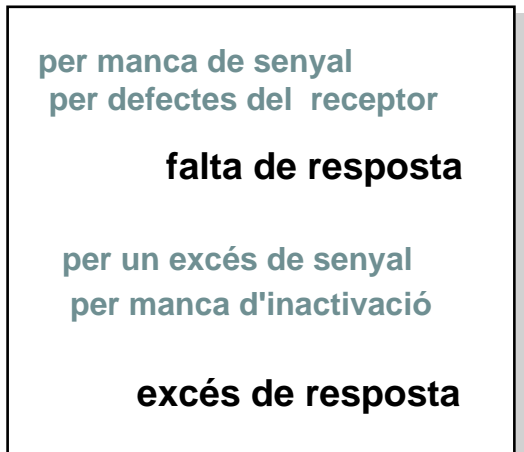 per manca de senyal
per defectes del receptor
falta de resposta
per un excés de senyal
per manca d'inactivació
excés de resposta